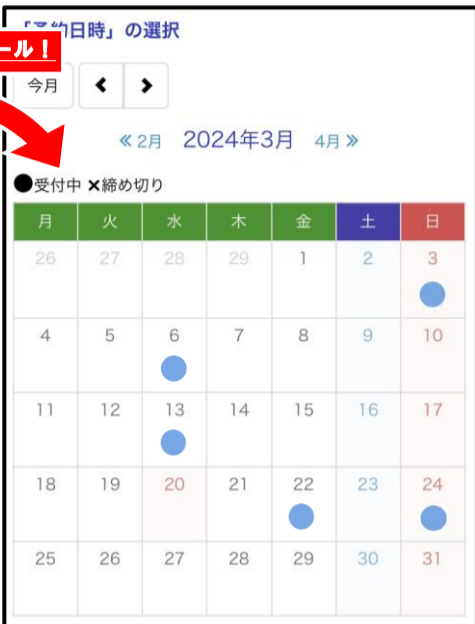 「予約日時」の選択
ール！
今月
≪2月 2024年3月 4月≫
●受付中 ✖締め切り
月 火 水 木 金 土 日
26 27 28 29 1 2 3
4 5 6 7 8 9 10
11 12 13 14 15 16 17
18 19 20 21 22 23 24
25 26 27 28 29 30 31